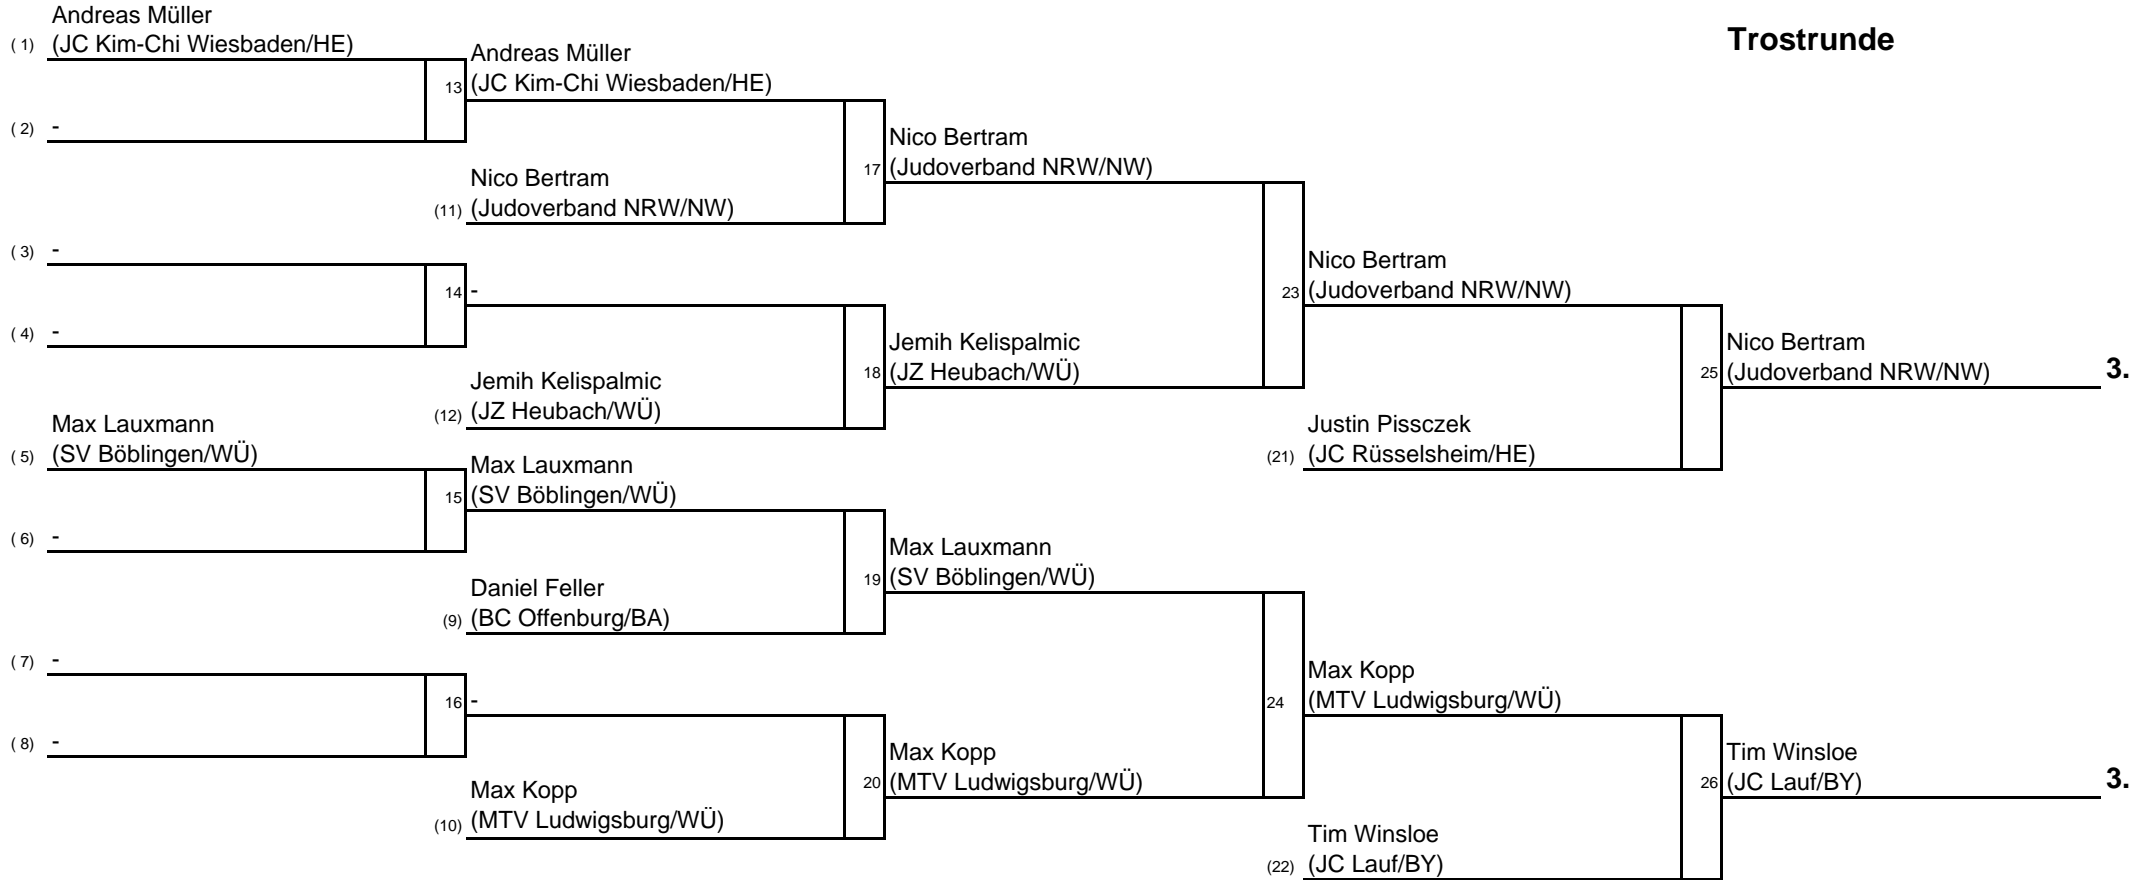 Trostrunde
Andreas Müller
( 1) (JC Kim-Chi Wiesbaden/HE)
( 2) -
( 3) -
( 4) -
Max Lauxmann
( 5) (SV Böblingen/WÜ)
( 6) -
( 7) -
( 8) -
Andreas Müller
13 (JC Kim-Chi Wiesbaden/HE)
Nico Bertram
(11) (Judoverband NRW/NW)
14 -
Jemih Kelispalmic
(12) (JZ Heubach/WÜ)
Max Lauxmann
15 (SV Böblingen/WÜ)
Daniel Feller
(9) (BC Offenburg/BA)
16 -
Max Kopp
(10) (MTV Ludwigsburg/WÜ)
Nico Bertram
17 (Judoverband NRW/NW)
Jemih Kelispalmic
18 (JZ Heubach/WÜ)
Max Lauxmann
19 (SV Böblingen/WÜ)
Max Kopp
20 (MTV Ludwigsburg/WÜ)
Nico Bertram
23 (Judoverband NRW/NW)
Justin Pissczek
(21) (JC Rüsselsheim/HE)
Max Kopp
24 (MTV Ludwigsburg/WÜ)
Tim Winsloe
(22) (JC Lauf/BY)
Nico Bertram
25 (Judoverband NRW/NW) 3.
Tim Winsloe
26 (JC Lauf/BY) 3.